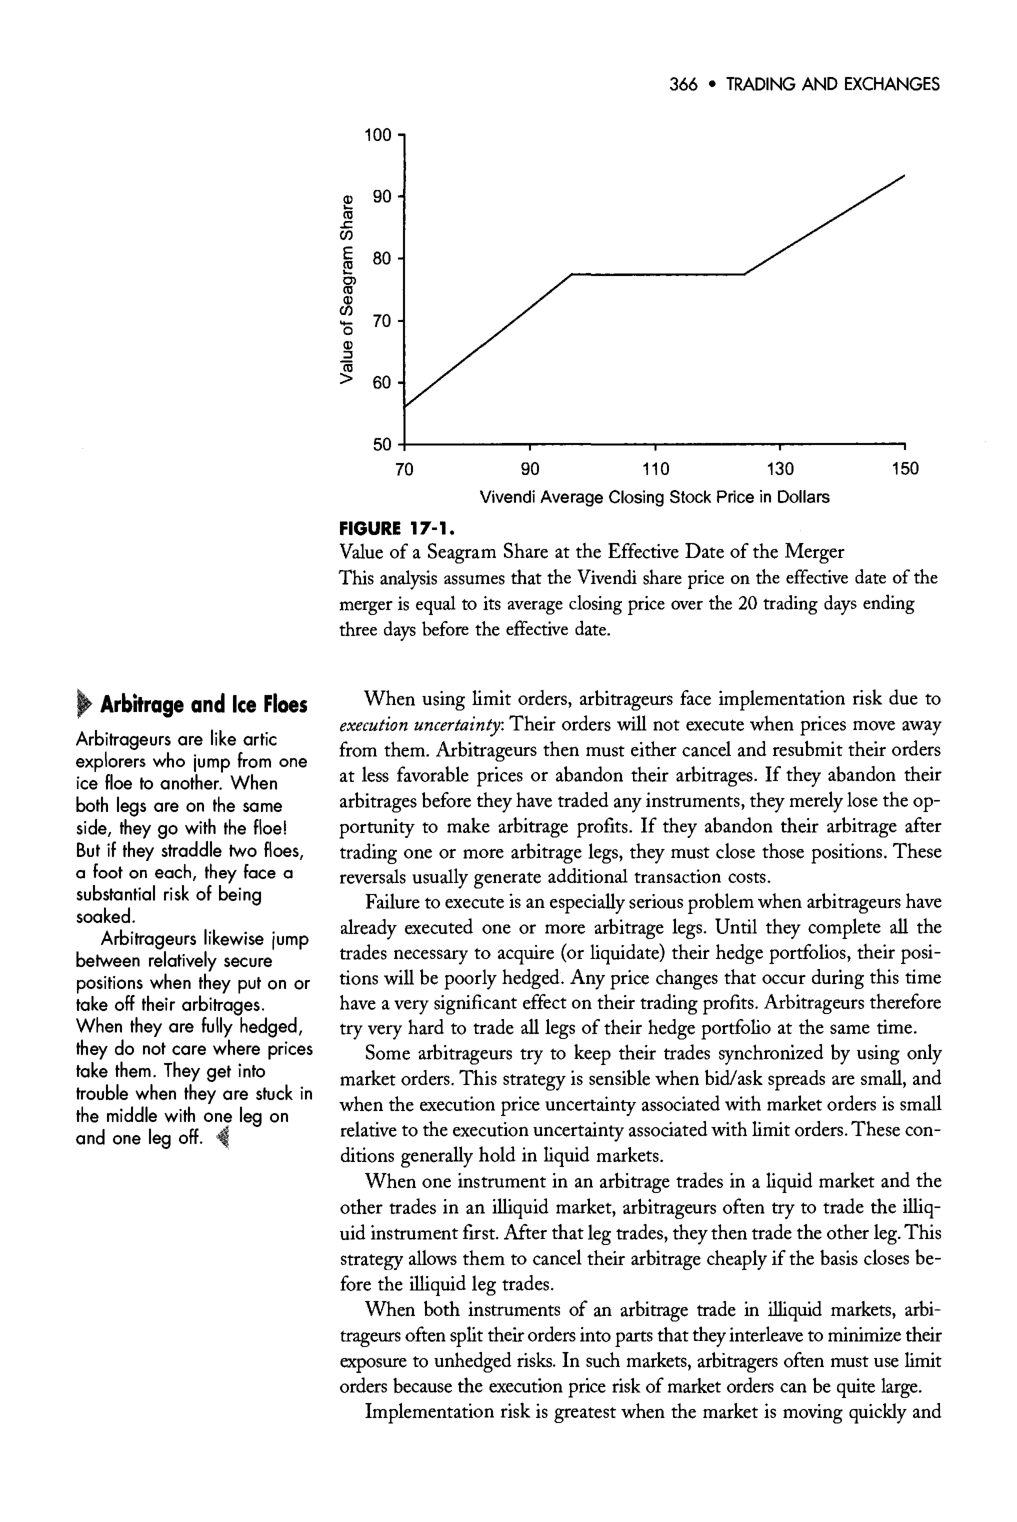 366 • TRADING AND EXCHANGES
100
90
80
70
60
50
Value of Seagram Share
70 90 110 130 150
Vivendi Average Closing Stock Price in Dollars
FIGURE 17-1.
Value of a Seagram Share at the Effective Date of the Merger
This analysis assumes that the Vivendi share price on the effective date of the
merger is equal to its average closing price over the 20 trading days ending
three days before the effective date.
Arbitrage and Ice Floes
Arbitrageurs are like artic
explorers who jump from one
ice floe to another. When
both legs are on the same
side, they go with the floe!
But if they straddle two floes,
a foot on each, they face a
substantial risk of being
soaked.
Arbitrageurs likewise jump
between relatively secure
positions when they put on or
take off their arbitrages.
When they are fully hedged,
they do not care where prices
take them. They get into
trouble when they are stuck in
the middle with one leg on
and one leg off.
When using limit orders, arbitrageurs face implementation risk due to
execution uncertainty: Their orders will not execute when prices move away
from them. Arbitrageurs then must either cancel and resubmit their orders
at less favorable prices or abandon their arbitrages. If they abandon their
arbitrages before they have traded any instruments, they merely lose the op-
portunity to make arbitrage profits. If they abandon their arbitrage after
trading one or more arbitrage legs, they must close those positions. These
reversals usually generate additional transaction costs.
Failure to execute is an especially serious problem when arbitrageurs have
already executed one or more arbitrage legs. Until they complete all the
trades necessary to acquire (or liquidate) their hedge portfolios, their posi-
tions will be poorly hedged. Any price changes that occur during this time
have a very significant effect on their trading profits. Arbitrageurs therefore
try very hard to trade all legs of their hedge portfolio at the same time.
Some arbitrageurs try to keep their trades synchronized by using only
market orders. This strategy is sensible when bid/ask spreads are small, and
when the execution price uncertainty associated with market orders is small
relative to the execution uncertainty associated with limit orders. These con-
ditions generally hold in liquid markets.
When one instrument in an arbitrage trades in a liquid market and the
other trades in an illiquid market, arbitrageurs often try to trade the illiq-
uid instrument first. After that leg trades, they then trade the other leg. This
strategy allows them to cancel their arbitrage cheaply if the basis closes be-
fore the illiquid leg trades.
When both instruments of an arbitrage trade in illiquid markets, arbi-
trageurs often split their orders into parts that they interleave to minimize their
exposure to unhedged risks. In such markets, arbitragers often must use limit
orders because the execution price risk of market orders can be quite large.
Implementation risk is greatest when the market is moving quickly and